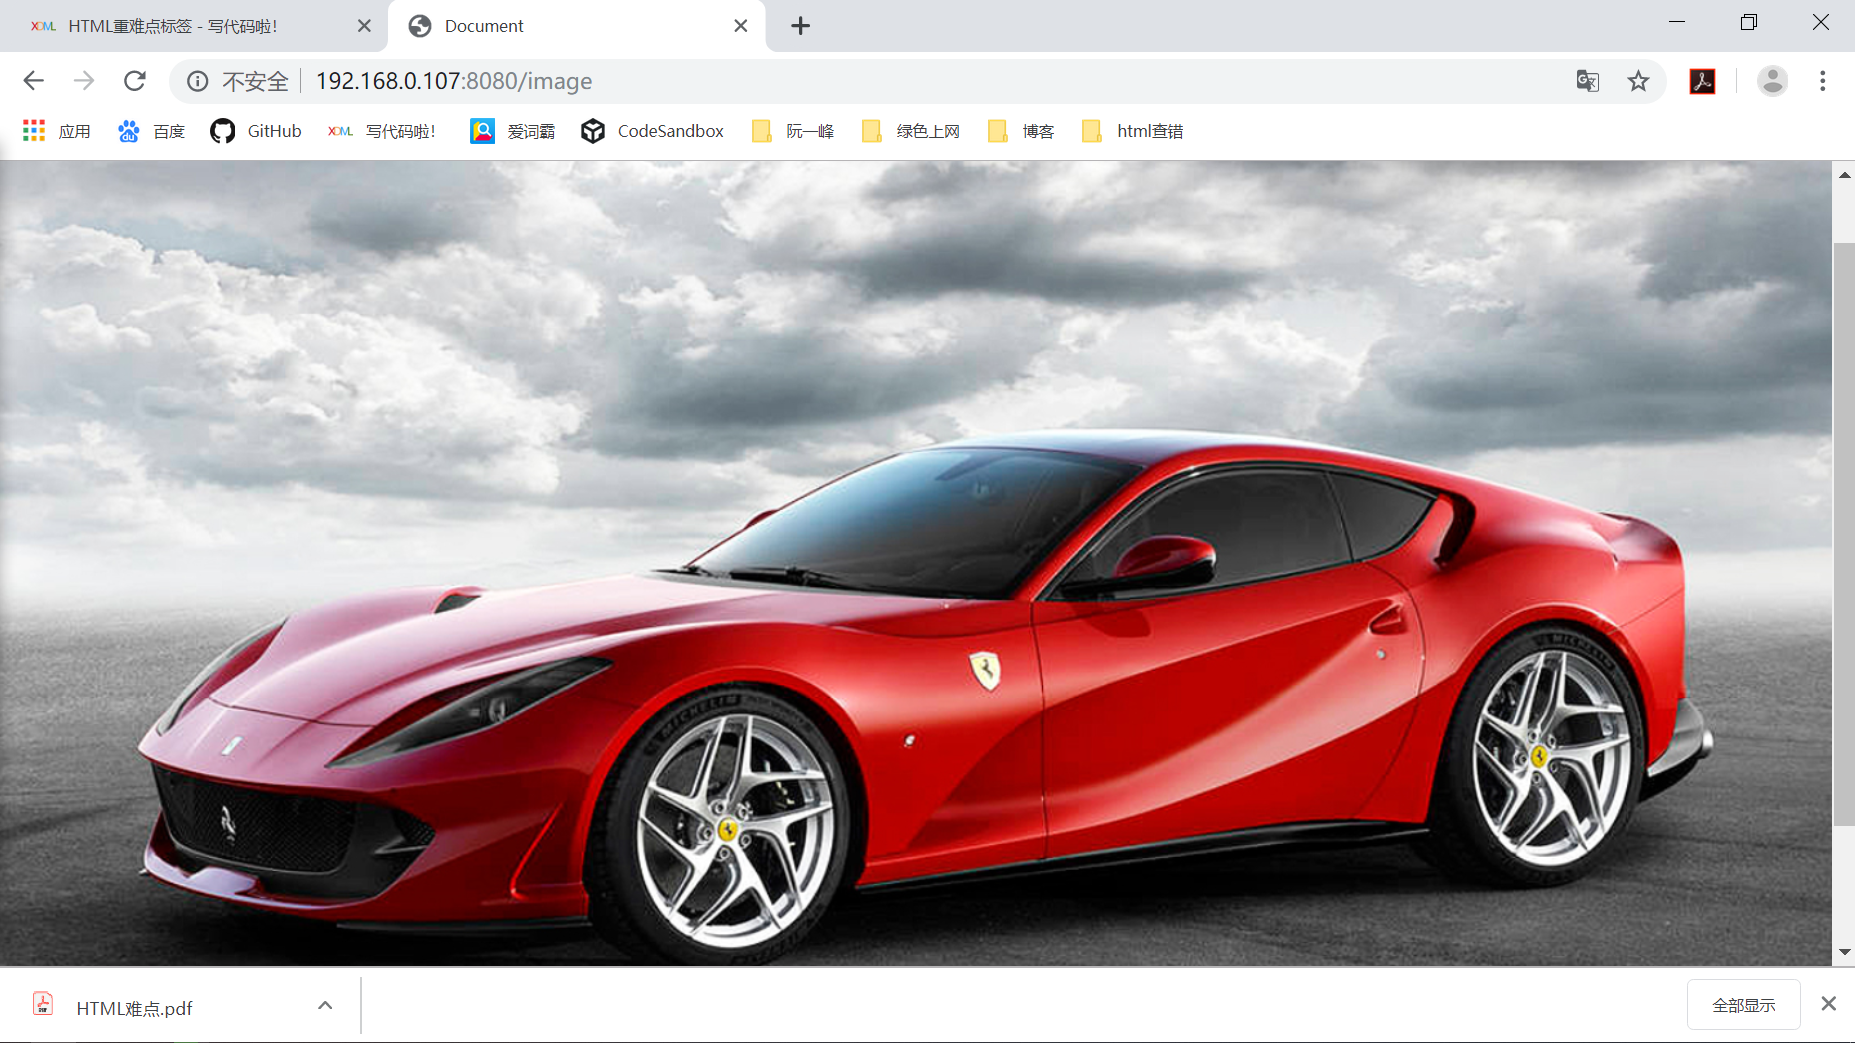 XDML HTML重难点标签 - 写代码啦！
Document
不安全 192.168.0.107:8080/image
应用 百度 GitHub XDML 写代码啦！ 爱词霸 CodeSandbox 阮一峰 绿色上网 博客 html查错
MICHELIN
MICHELIN
HTML难点.pdf
全部显示